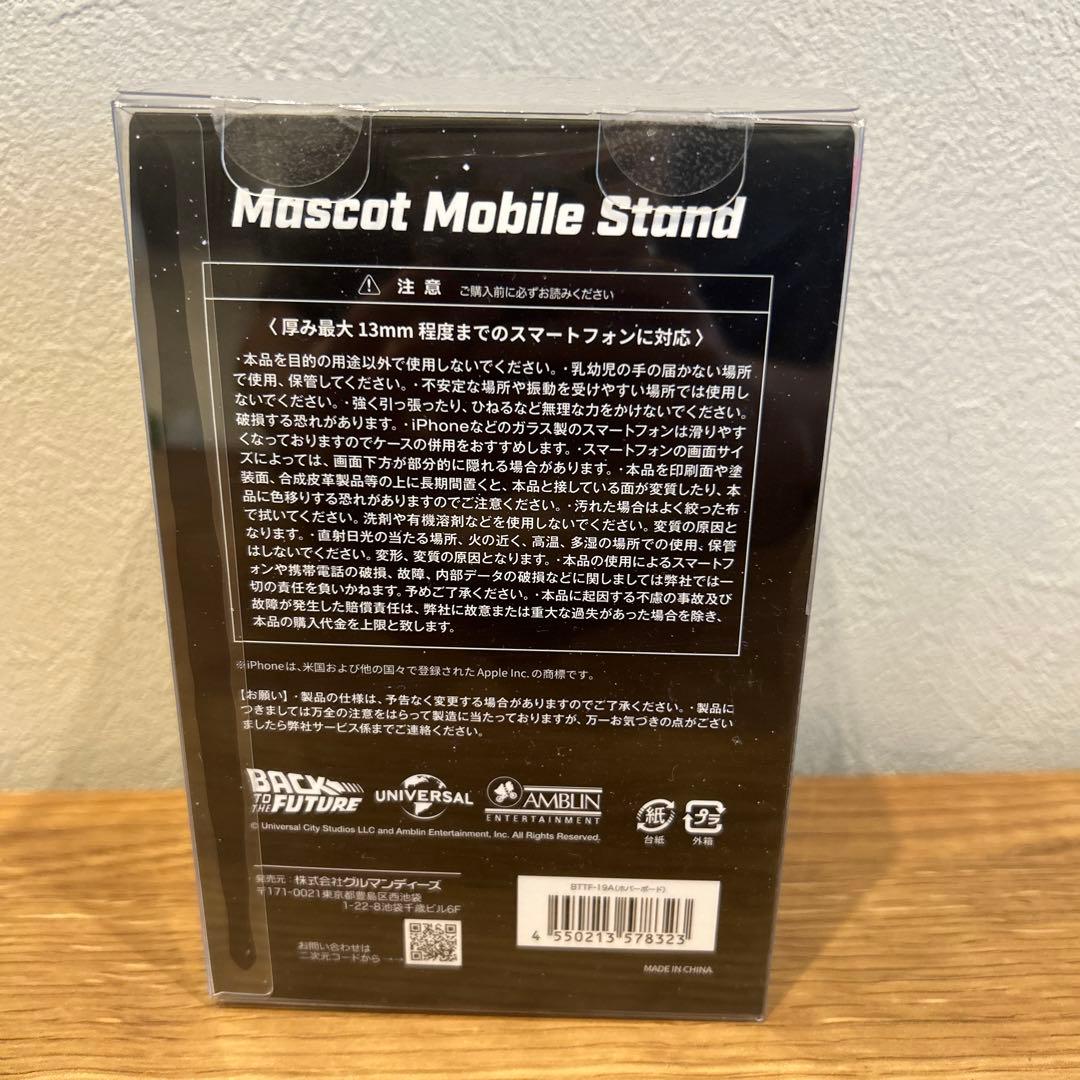 Mascot Mobile Stand
注意 ご購入前に必ずお読みください
〈 厚み最大 13mm 程度までのスマートフォンに対応 〉
・本品を目的の用途以外で使用しないでください。・乳幼児の手の届かない場所
で使用、保管してください。・不安定な場所や振動を受けやすい場所では使用し
ないでください。・強く引っ張ったり、ひねるなど無理な力をかけないでください。
破損する恐れがあります。・iPhoneなどのガラス製のスマートフォンは滑りやす
くなっておりますのでケースの併用をおすすめします。・スマートフォンの画面サイ
ズによっては、画面下方が部分的に隠れる場合があります。・本品を印刷面や塗
装面、合成皮革製品等の上に長期間置くと、本品と接している面が変質したり、本
品に色移りする恐れがありますのでご注意ください。・汚れた場合はよく絞った布
で拭いてください。洗剤や有機溶剤などを使用しないでください。変質の原因と
なります。・直射日光の当たる場所、火の近く、高温、多湿の場所での使用、保管
はしないでください。変形、変質の原因となります。・本品の使用によるスマートフ
ォンや携帯電話の破損、故障、内部データの破損などに関しましては弊社では一
切の責任を負いかねます。予めご了承ください。・本品に起因する不慮の事故及び
故障が発生した賠償責任は、弊社に故意または重大な過失があった場合を除き、
本品の購入代金を上限と致します。
※iPhoneは、米国および他の国々で登録された Apple Inc. の商標です。
【お願い】・製品の仕様は、予告なく変更する場合がありますのでご了承ください。・製品に
つきましては万全の注意をはらって製造に当たっておりますが、万一お気づきの点がござい
ましたら弊社サービス係までご連絡ください。
BACK TO THE FUTURE
UNIVERSAL
AMBLIN
ENTERTAINMENT
紙
台紙
プラ
外箱
© Universal City Studios LLC and Amblin Entertainment, Inc. All Rights Reserved.
発売元：株式会社グルマンディーズ
〒171-0021東京都豊島区西池袋
1-22-8池袋千歳ビル6F
お問い合わせは
二次元コードから→→
BTTF-19A(ホバーボード)
4 550213 578323
MADE IN CHINA